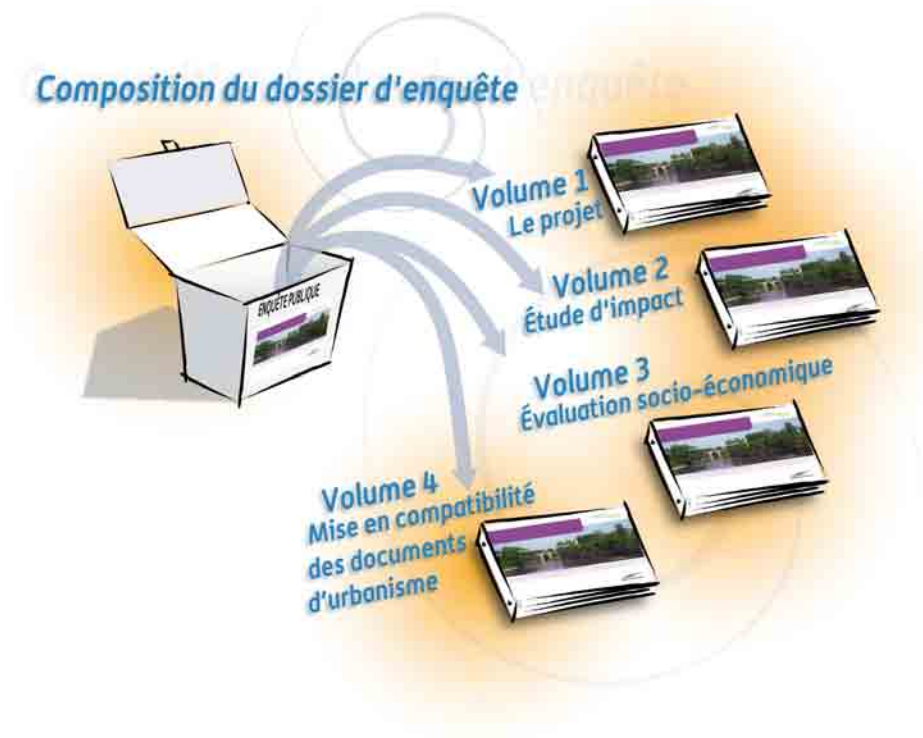 Composition du dossier d'enquête
Volume 1
Le projet
Volume 2
Étude d'impact
ENQUÊTE PUBLIQUE
Volume 3
Évaluation socio-économique
Volume 4
Mise en compatibilité
des documents
d'urbanisme